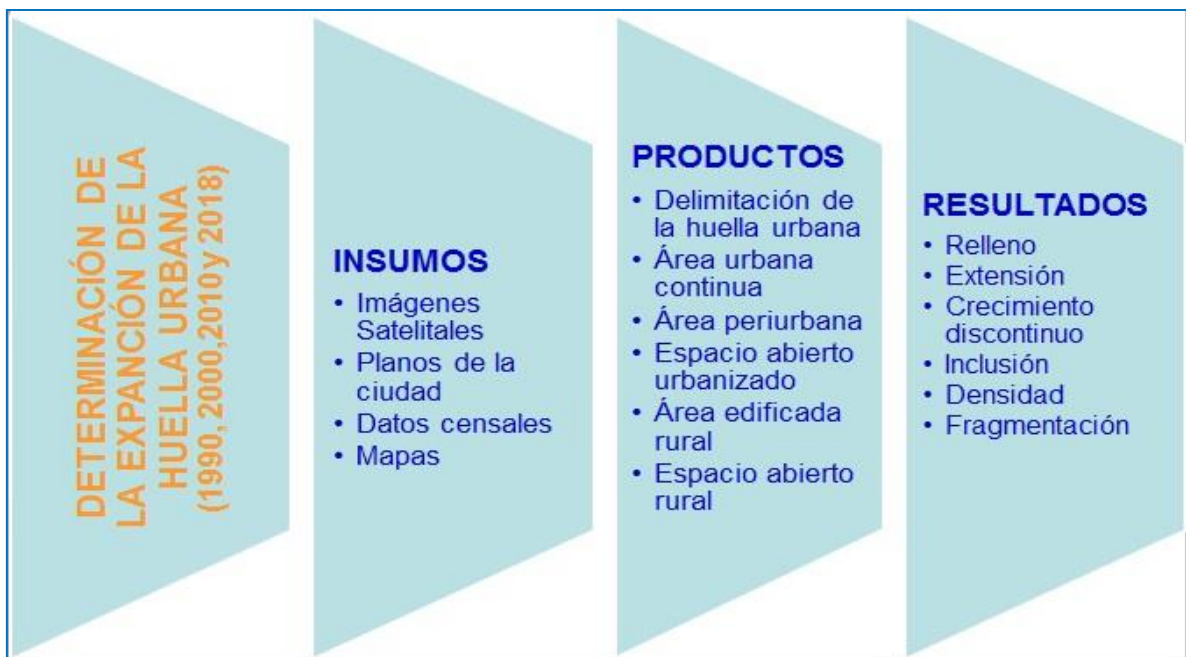 DETERMINACIÓN DE
LA EXPANCIÓN DE LA
HUELLA URBANA
(1990, 2000,2010y 2018)
INSUMOS
• Imágenes
Satelitales
• Planos de la
ciudad
• Datos censales
• Mapas
PRODUCTOS
• Delimitación de
la huella urbana
• Área urbana
continua
• Área periurbana
• Espacio abierto
urbanizado
• Área edificada
rural
• Espacio abierto
rural
RESULTADOS
• Relleno
• Extensión
• Crecimiento
discontinuo
• Inclusión
• Densidad
• Fragmentación